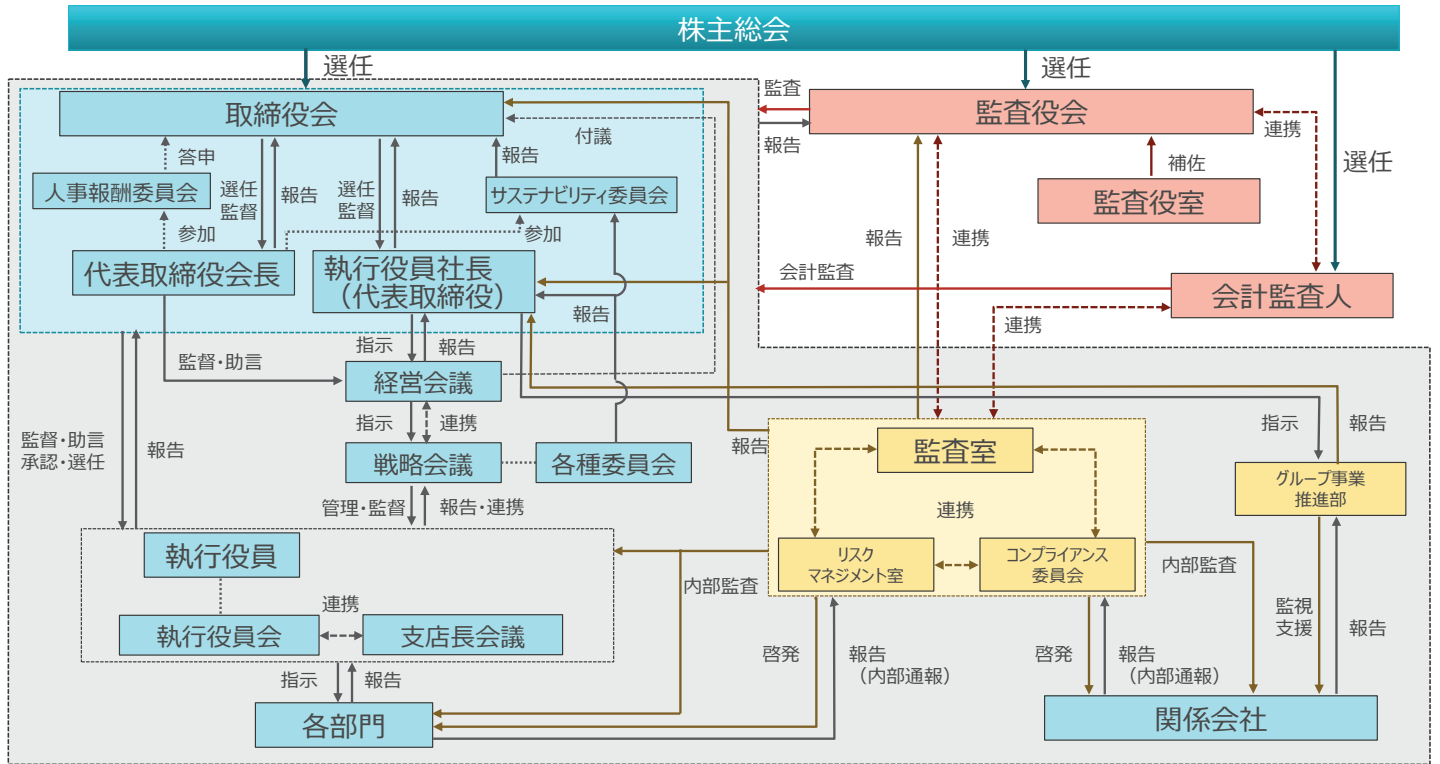 株主総会
選任
選任
選任
取締役会
監査役会
監査
報告
連携
付議
答申
選任
監督
報告
選任
監督
報告
報告
人事報酬委員会
サステナビリティ委員会
補佐
監査役室
参加
参加
報告
連携
代表取締役会長
執行役員社長
(代表取締役)
会計監査
会計監査人
報告
連携
指示
報告
監督・助言
経営会議
指示
連携
監督・助言
承認・選任
報告
戦略会議
各種委員会
報告
監査室
指示
報告
グループ事業
推進部
管理・監督
報告・連携
連携
執行役員
リスク
マネジメント室
コンプライアンス
委員会
内部監査
内部監査
連携
執行役員会
支店長会議
監視
支援
報告
啓発
報告
(内部通報)
啓発
報告
(内部通報)
指示
報告
各部門
関係会社